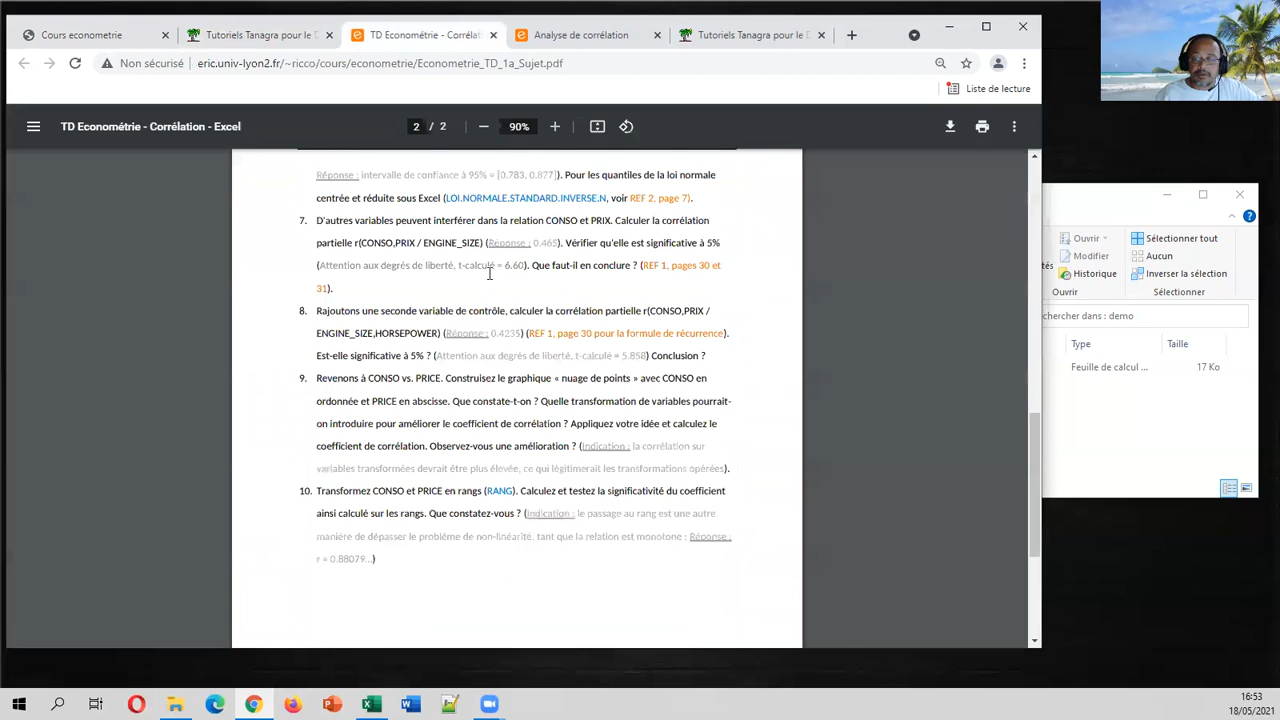 Cours econometrie
Tutoriels Tanagra pour le D
TD Econométrie - Corrélat
Analyse de corrélation
Tutoriels Tanagra pour le D
Non sécurisé
eric.univ-lyon2.fr/~ricco/cours/econometrie/Econometrie_TD_1a_Sujet.pdf
Liste de lecture
TD Econométrie - Corrélation - Excel
2 / 2
90%
Réponse : intervalle de confiance à 95% = [0.783, 0.877]). Pour les quantiles de la loi normale
centrée et réduite sous Excel (LOI.NORMALE.STANDARD.INVERSE.N, voir REF 2, page 7).
7. D'autres variables peuvent interférer dans la relation CONSO et PRIX. Calculer la corrélation
partielle r(CONSO,PRIX / ENGINE_SIZE) (Réponse : 0.465). Vérifier qu'elle est significative à 5%
(Attention aux degrés de liberté, t-calculé = 6.60). Que faut-il en conclure ? (REF 1, pages 30 et
31).
8. Rajoutons une seconde variable de contrôle, calculer la corrélation partielle r(CONSO,PRIX /
ENGINE_SIZE,HORSEPOWER) (Réponse : 0.4235) (REF 1, page 30 pour la formule de récurrence).
Est-elle significative à 5% ? (Attention aux degrés de liberté, t-calculé = 5.858) Conclusion ?
9. Revenons à CONSO vs. PRICE. Construisez le graphique « nuage de points » avec CONSO en
ordonnée et PRICE en abscisse. Que constate-t-on ? Quelle transformation de variables pourrait-
on introduire pour améliorer le coefficient de corrélation ? Appliquez votre idée et calculez le
coefficient de corrélation. Observez-vous une amélioration ? (Indication : la corrélation sur
variables transformées devrait être plus élevée, ce qui légitimerait les transformations opérées).
10. Transformez CONSO et PRICE en rangs (RANG). Calculez et testez la significativité du coefficient
ainsi calculé sur les rangs. Que constatez-vous ? (Indication : le passage au rang est une autre
manière de dépasser le problème de non-linéarité, tant que la relation est monotone ; Réponse :
r = 0.88079...)
Ouvrir
Sélectionner tout
Modifier
Aucun
Historique
Inverser la sélection
Ouvrir
Sélectionner
dans : demo
Type
Taille
Feuille de calcul ...
17 Ko
16:53
18/05/2021